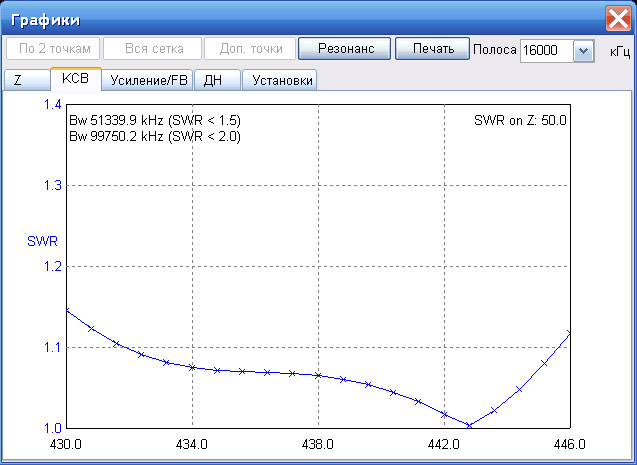 Графики
По 2 точкам Вся сетка Доп. точки Резонанс Печать Полоса 16000 кГц
Z КСВ Усиление/FB ДН Установки
1.4
Bw 51339.9 kHz (SWR < 1.5) SWR on Z: 50.0
Bw 99750.2 kHz (SWR < 2.0)
1.3
SWR
1.2
1.1
1.0
430.0 434.0 438.0 442.0 446.0